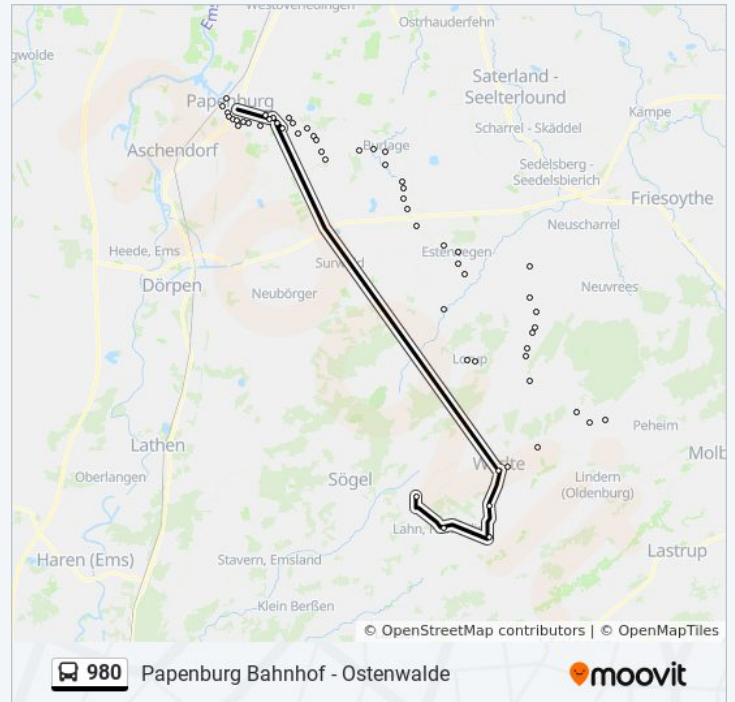 Westoverledingen
Ems
Ostrhauderfehn
gwolde
Saterland -
Seelterlound
Papenburg
Kampe
Scharrel - Skäddel
Aschendorf
Burlage
Sedelsberg -
Seedelsbierich
Friesoythe
Neuscharrel
Heede, Ems
Esterwegen
Surwold
Dörpen
Neubörger
Neuvrees
Lorup
Peheim
Lathen
Molb
Werlte
Sögel
Oberlangen
Lindern
(Oldenburg)
Lahn,
Lastrup
Haren (Ems)
Stavern, Emsland
Klein Berßen
© OpenStreetMap contributors | © OpenMapTiles
980 Papenburg Bahnhof - Ostenwalde
moovit